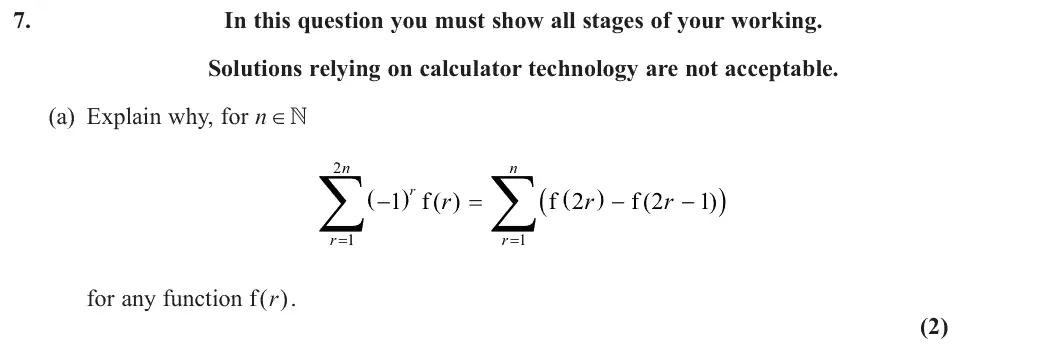 7. In this question you must show all stages of your working.
Solutions relying on calculator technology are not acceptable.
(a) Explain why, for n ∈ ℕ
∑_{r=1}^{2n} (−1)^r f(r) = ∑_{r=1}^{n} (f(2r) − f(2r − 1))
for any function f(r).
(2)